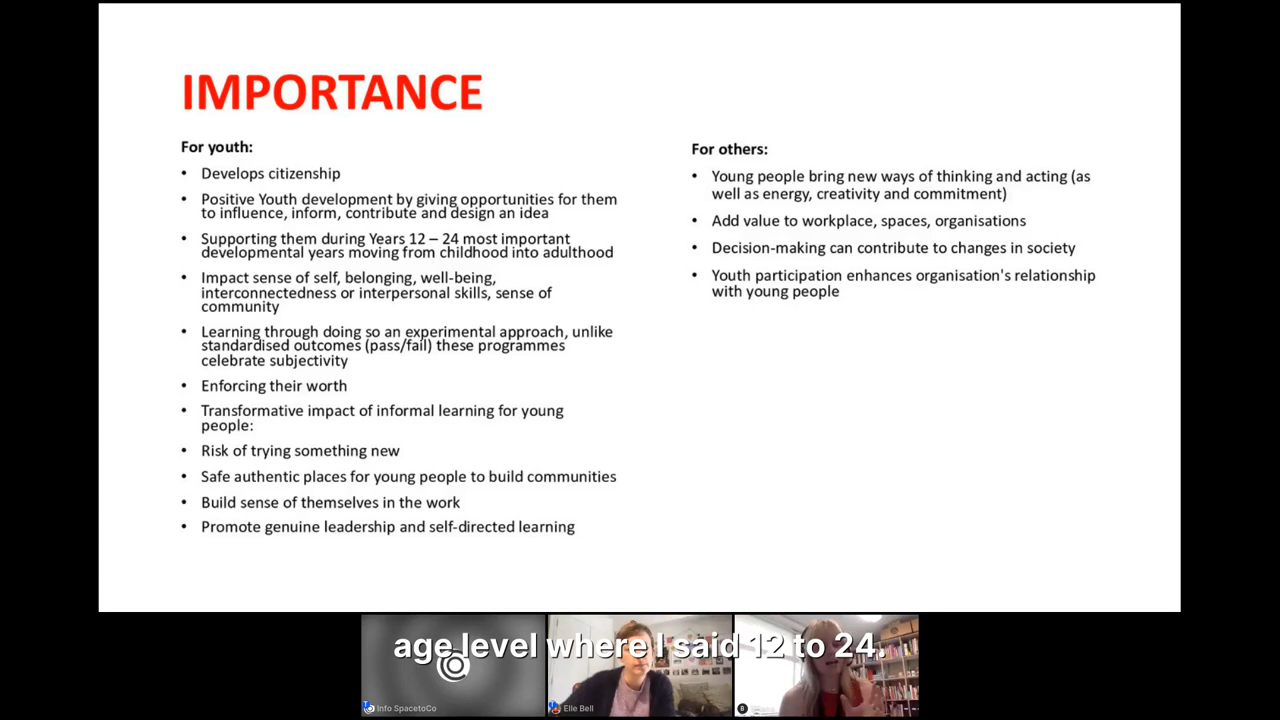 IMPORTANCE
For youth:
• Develops citizenship
• Positive Youth development by giving opportunities for them
to influence, inform, contribute and design an idea
• Supporting them during Years 12 – 24 most important
developmental years moving from childhood into adulthood
• Impact sense of self, belonging, well-being,
interconnectedness or interpersonal skills, sense of
community
• Learning through doing so an experimental approach, unlike
standardised outcomes (pass/fail) these programmes
celebrate subjectivity
• Enforcing their worth
• Transformative impact of informal learning for young
people:
• Risk of trying something new
• Safe authentic places for young people to build communities
• Build sense of themselves in the work
• Promote genuine leadership and self-directed learning
For others:
• Young people bring new ways of thinking and acting (as
well as energy, creativity and commitment)
• Add value to workplace, spaces, organisations
• Decision-making can contribute to changes in society
• Youth participation enhances organisation's relationship
with young people
age level where I said 12 to 24.
Info SpacetoCo
Elle Bell